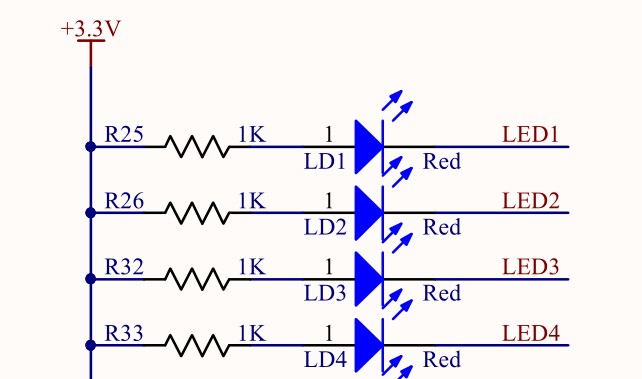 +3.3V
R25 1K 1 LED1
LD1 Red
R26 1K 1 LED2
LD2 Red
R32 1K 1 LED3
LD3 Red
R33 1K 1 LED4
LD4 Red